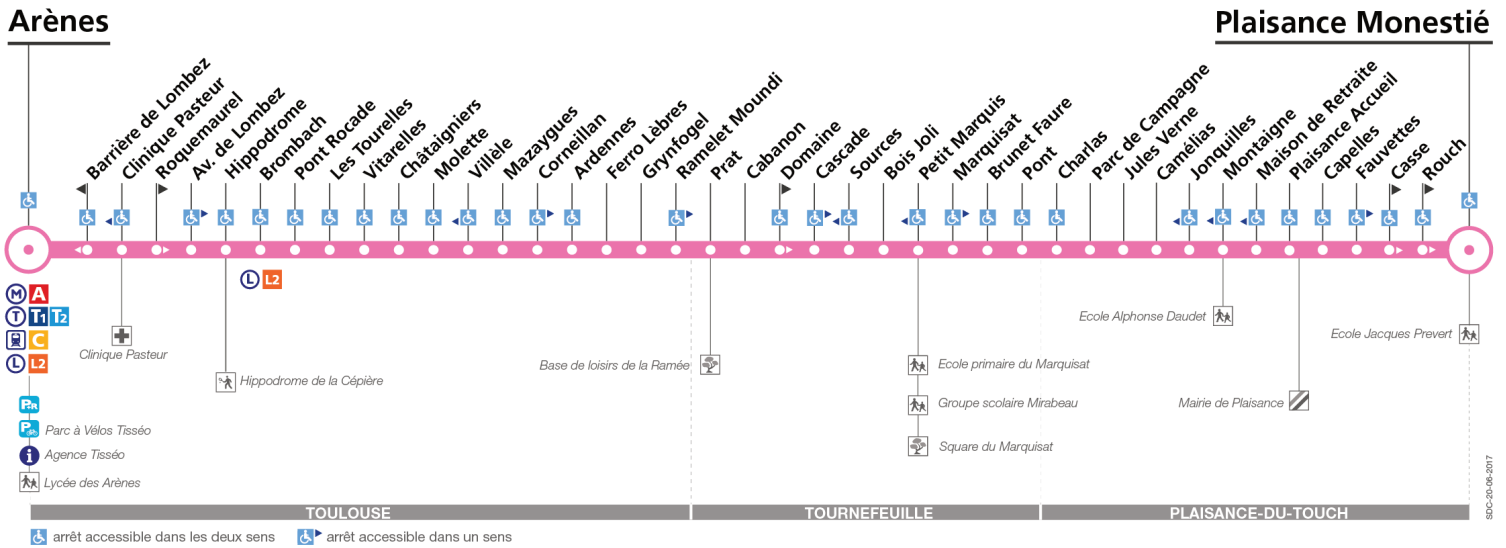 Arènes
Plaisance Monestié
Barrière de Lombez
Clinique Pasteur
Roquemaurel
Av. de Lombez
Hippodrome
Brombach
Pont Rocade
Les Tourelles
Vitarelles
Châtaigniers
Molette
Villèle
Mazaygues
Corneillan
Ardennes
Ferro Lèbres
Grynfogel
Ramelet Moundi
Prat
Cabanon
Domaine
Cascade
Sources
Bois Joli
Petit Marquis
Marquisat
Brunet Faure
Pont
Charlas
Parc de Campagne
Jules Verne
Camélias
Jonquilles
Montaigne
Maison de Retraite
Plaisance Accueil
Capelles
Fauvettes
Casse
Rouch
L L2
M A
T T1 T2
C
L L2
P+R
P
Parc à Vélos Tisséo
i Agence Tisséo
Lycée des Arènes
Clinique Pasteur
Hippodrome de la Cépière
Base de loisirs de la Ramée
Ecole primaire du Marquisat
Groupe scolaire Mirabeau
Square du Marquisat
Ecole Alphonse Daudet
Mairie de Plaisance
Ecole Jacques Prevert
SDC-20-06-2017
TOULOUSE
TOURNEFEUILLE
PLAISANCE-DU-TOUCH
arrêt accessible dans les deux sens
arrêt accessible dans un sens